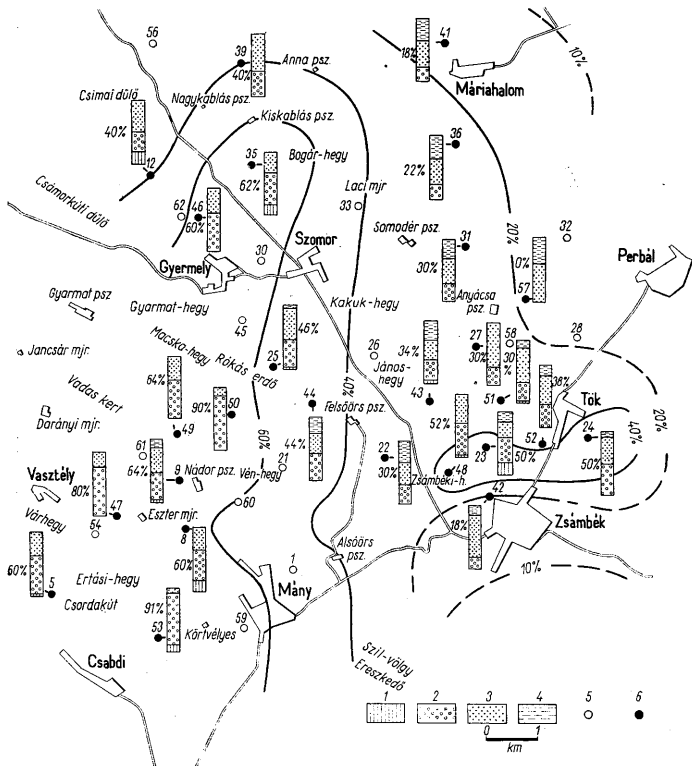 56
39
40%
Anna psz.
18%
41
10%
Máriahalom
Csimai dülő
Nagykablás psz.
40%
12
Kiskablás psz.
Bogár-hegy
35
62%
36
22%
Csámorkúti dülő
62
46
60%
Laci mjr
33
Somodér psz.
31
30%
20%
32
0%
57
Perbál
30
Szomor
Gyermely
Gyarmat psz
Gyarmat-hegy
45
Kakuk-hegy
Anyácsa psz.
Jancsár mjr.
Macska-hegy
Rókás erdő
46%
25
26
János-hegy
34%
43
27
30%
58
30%
28
51
36%
64%
49
Vadas kert
Darányi mjr.
90%
50
44
44%
40%
Felsőörs psz.
52%
48
23
50%
52
Tök
24
50%
40%
20%
61
64%
9
Nádor psz.
60%
Vén-hegy
21
22
30%
Zsámbéki-h.
42
Vasztély
80%
47
54
Várhegy
60
Eszter mjr.
8
60%
Zsámbék
18%
10%
60%
5
Ertási-hegy
Csordakút
Alsóörs psz.
1
Mány
91%
53
Körtvélyes
59
Csabdi
Szil-völgy
Ereszkedő
1 2 3 4 5 6
0 1
km